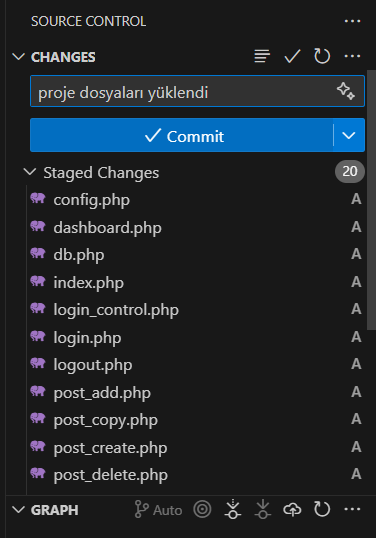 SOURCE CONTROL
CHANGES
proje dosyaları yüklendi
Commit
Staged Changes 20
config.php A
dashboard.php A
db.php A
index.php A
login_control.php A
login.php A
logout.php A
post_add.php A
post_copy.php A
post_create.php A
post_delete.php A
GRAPH Auto